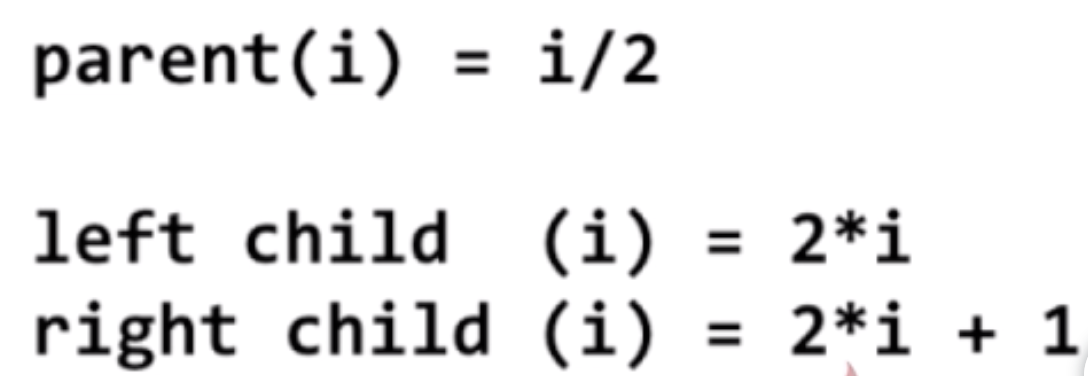 parent(i) = i/2
left child  (i) = 2*i
right child (i) = 2*i + 1